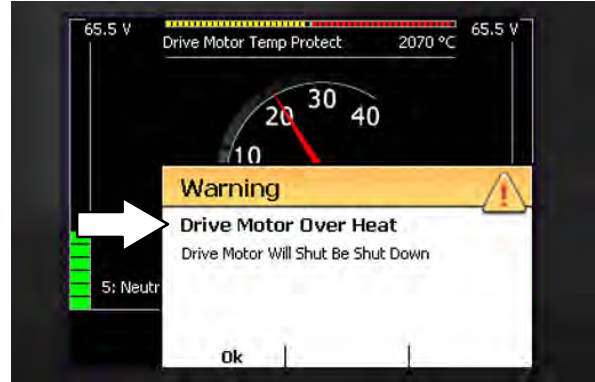 65.5 V
65.5 V
Drive Motor Temp Protect 2070 °C
30
20 40
10
Warning
Drive Motor Over Heat
Drive Motor Will Shut Be Shut Down
5: Neutr
Ok